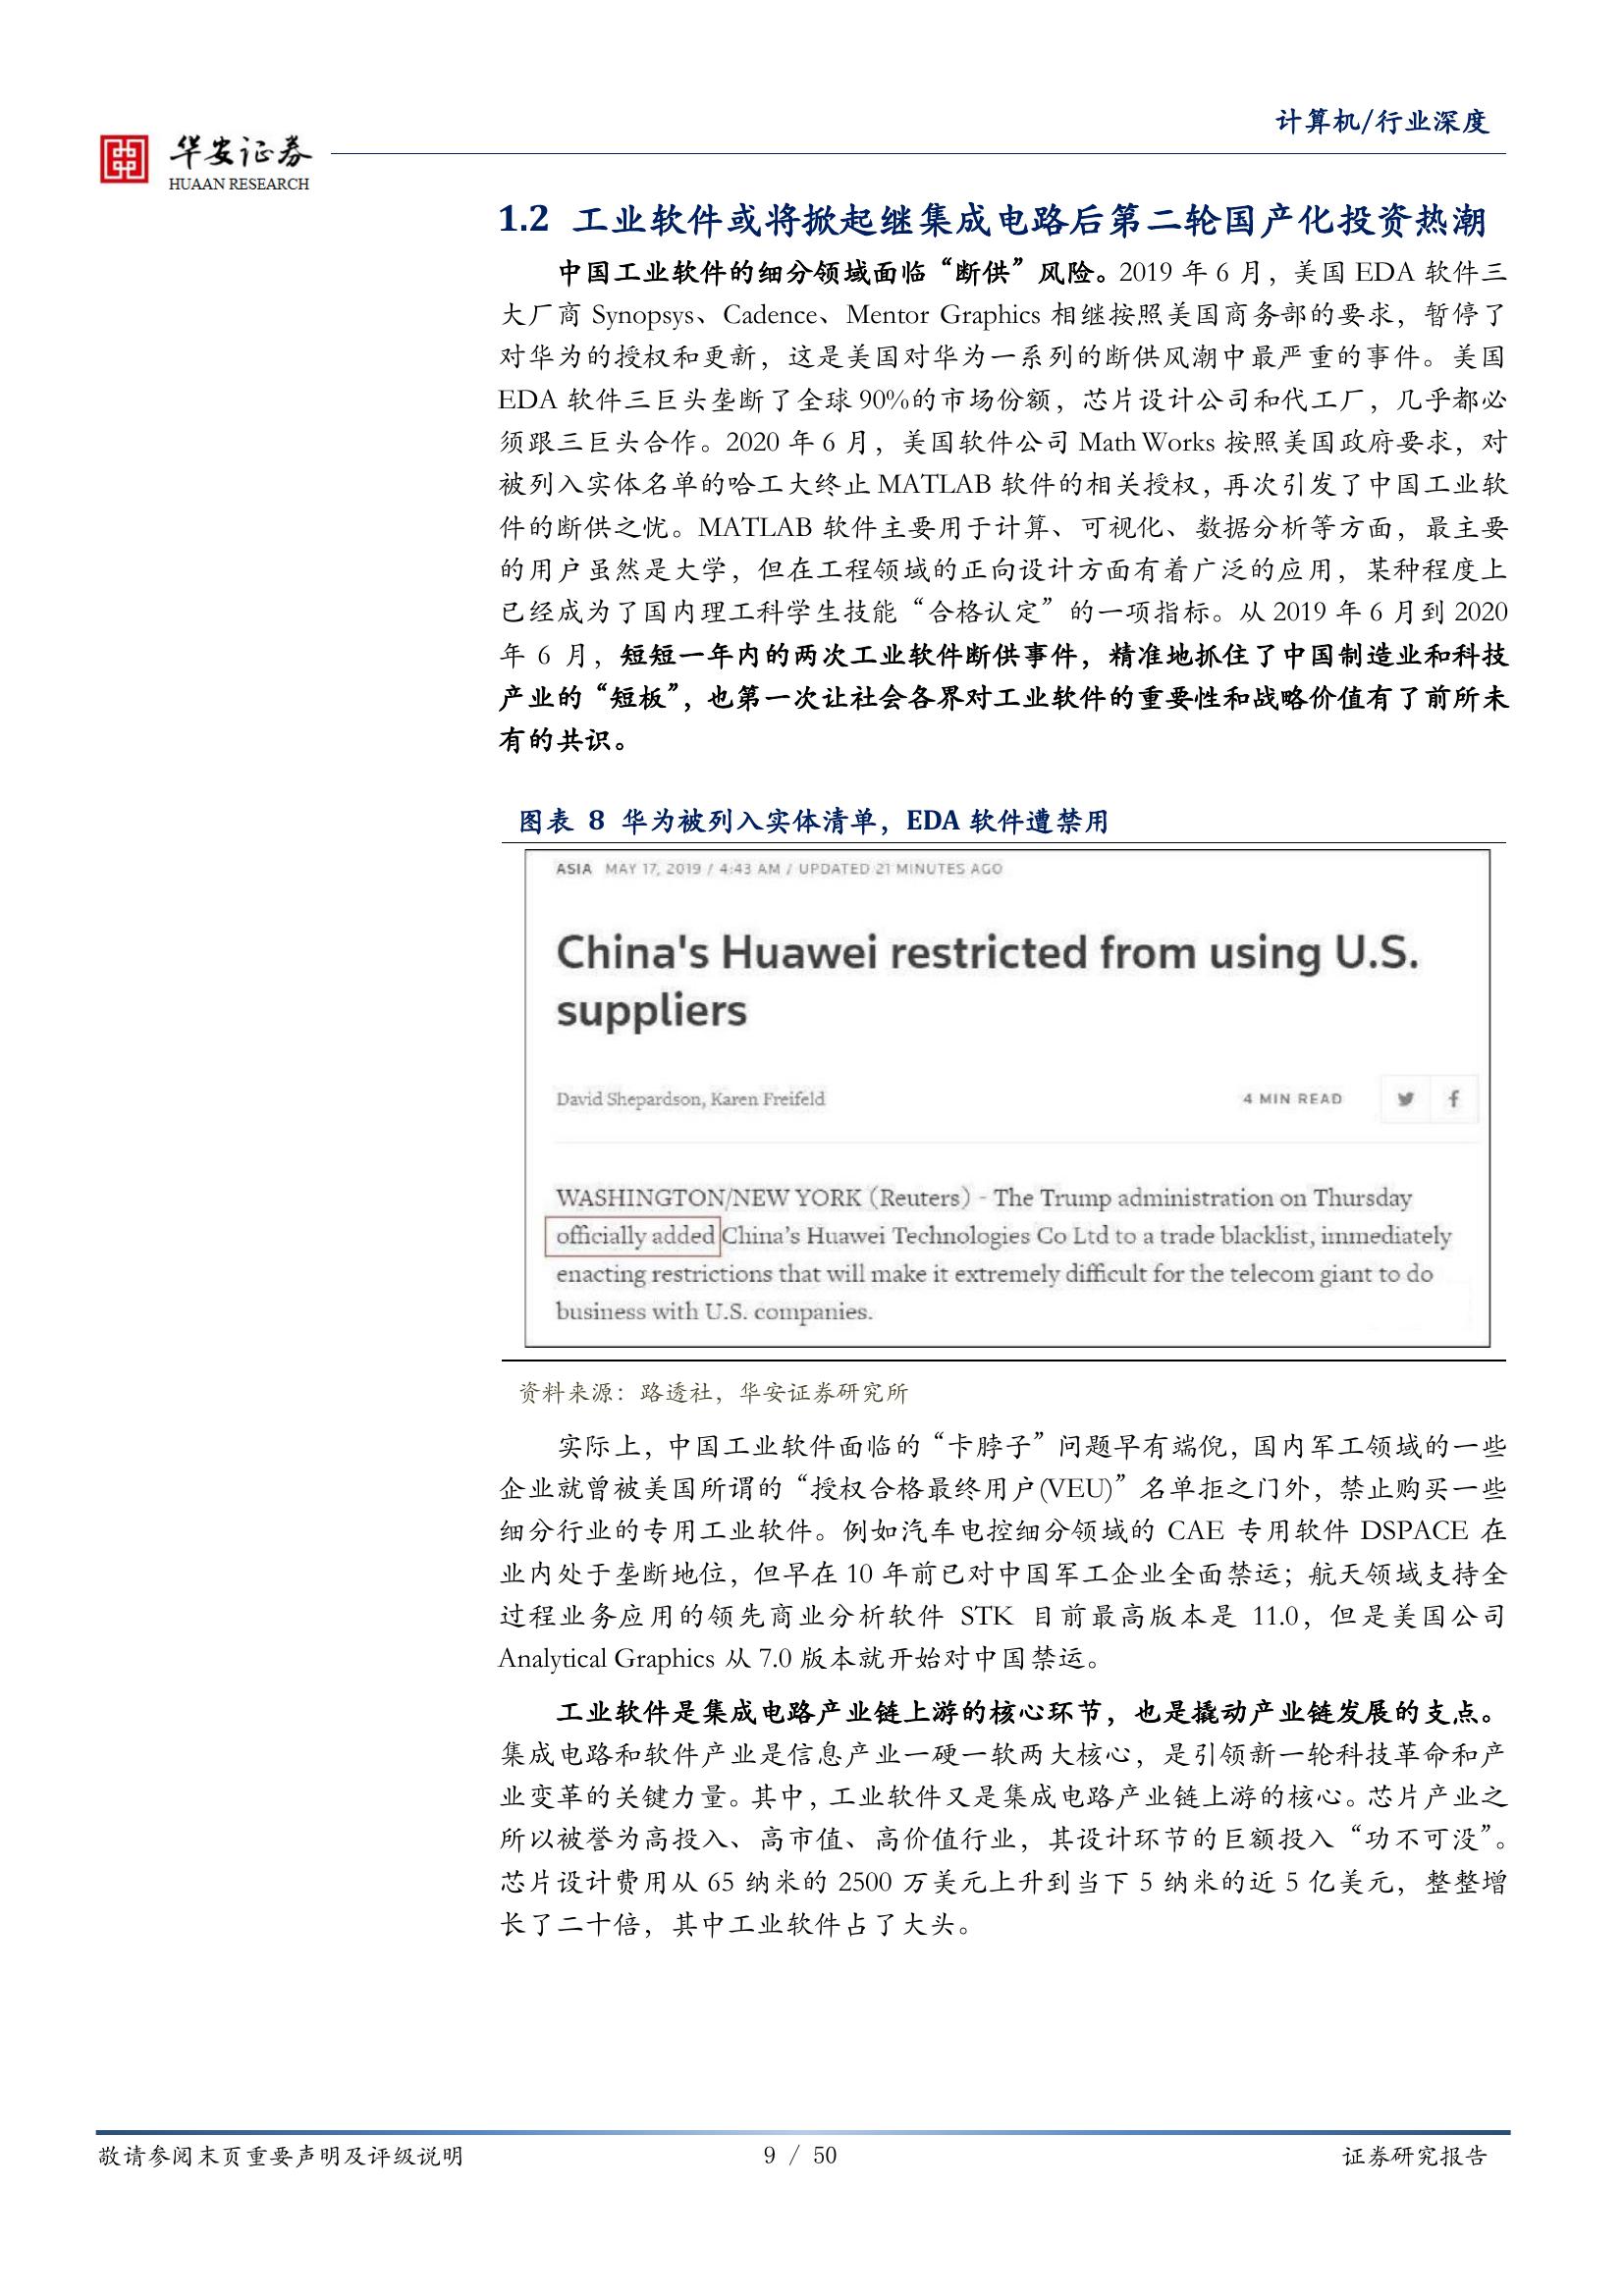 计算机/行业深度
华安证券
HUAAN RESEARCH
1.2 工业软件或将掀起继集成电路后第二轮国产化投资热潮
中国工业软件的细分领域面临“断供”风险。2019 年 6 月，美国 EDA 软件三
大厂商 Synopsys、Cadence、Mentor Graphics 相继按照美国商务部的要求，暂停了
对华为的授权和更新，这是美国对华为一系列的断供风潮中最严重的事件。美国
EDA 软件三巨头垄断了全球 90%的市场份额，芯片设计公司和代工厂，几乎都必
须跟三巨头合作。2020 年 6 月，美国软件公司 Math Works 按照美国政府要求，对
被列入实体名单的哈工大终止 MATLAB 软件的相关授权，再次引发了中国工业软
件的断供之忧。MATLAB 软件主要用于计算、可视化、数据分析等方面，最主要
的用户虽然是大学，但在工程领域的正向设计方面有着广泛的应用，某种程度上
已经成为了国内理工科学生技能“合格认定”的一项指标。从 2019 年 6 月到 2020
年 6 月，短短一年内的两次工业软件断供事件，精准地抓住了中国制造业和科技
产业的“短板”，也第一次让社会各界对工业软件的重要性和战略价值有了前所未
有的共识。
图表 8 华为被列入实体清单，EDA 软件遭禁用
ASIA MAY 17, 2019 / 4:43 AM / UPDATED 21 MINUTES AGO
China's Huawei restricted from using U.S.
suppliers
David Shepardson, Karen Freifeld
4 MIN READ
WASHINGTON/NEW YORK (Reuters) - The Trump administration on Thursday
officially added China's Huawei Technologies Co Ltd to a trade blacklist, immediately
enacting restrictions that will make it extremely difficult for the telecom giant to do
business with U.S. companies.
资料来源：路透社，华安证券研究所
实际上，中国工业软件面临的“卡脖子”问题早有端倪，国内军工领域的一些
企业就曾被美国所谓的“授权合格最终用户(VEU)”名单拒之门外，禁止购买一些
细分行业的专用工业软件。例如汽车电控细分领域的 CAE 专用软件 DSPACE 在
业内处于垄断地位，但早在 10 年前已对中国军工企业全面禁运；航天领域支持全
过程业务应用的领先商业分析软件 STK 目前最高版本是 11.0，但是美国公司
Analytical Graphics 从 7.0 版本就开始对中国禁运。
工业软件是集成电路产业链上游的核心环节，也是撬动产业链发展的支点。
集成电路和软件产业是信息产业一硬一软两大核心，是引领新一轮科技革命和产
业变革的关键力量。其中，工业软件又是集成电路产业链上游的核心。芯片产业之
所以被誉为高投入、高市值、高价值行业，其设计环节的巨额投入“功不可没”。
芯片设计费用从 65 纳米的 2500 万美元上升到当下 5 纳米的近 5 亿美元，整整增
长了二十倍，其中工业软件占了大头。
敬请参阅末页重要声明及评级说明
9 / 50
证券研究报告